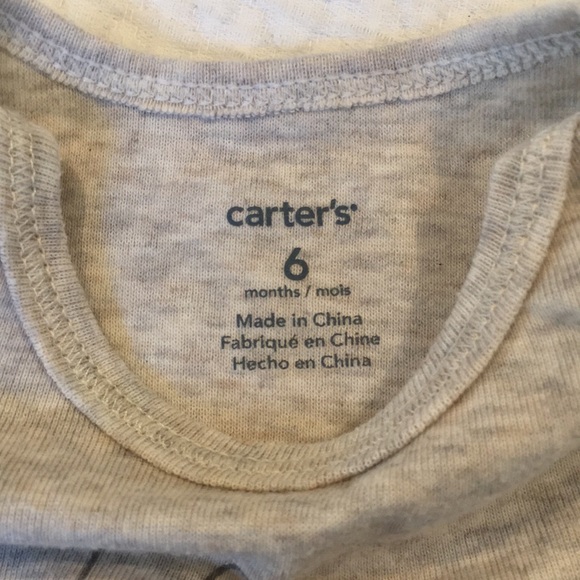 carter's
6
months / mois
Made in China
Fabriqué en Chine
Hecho en China